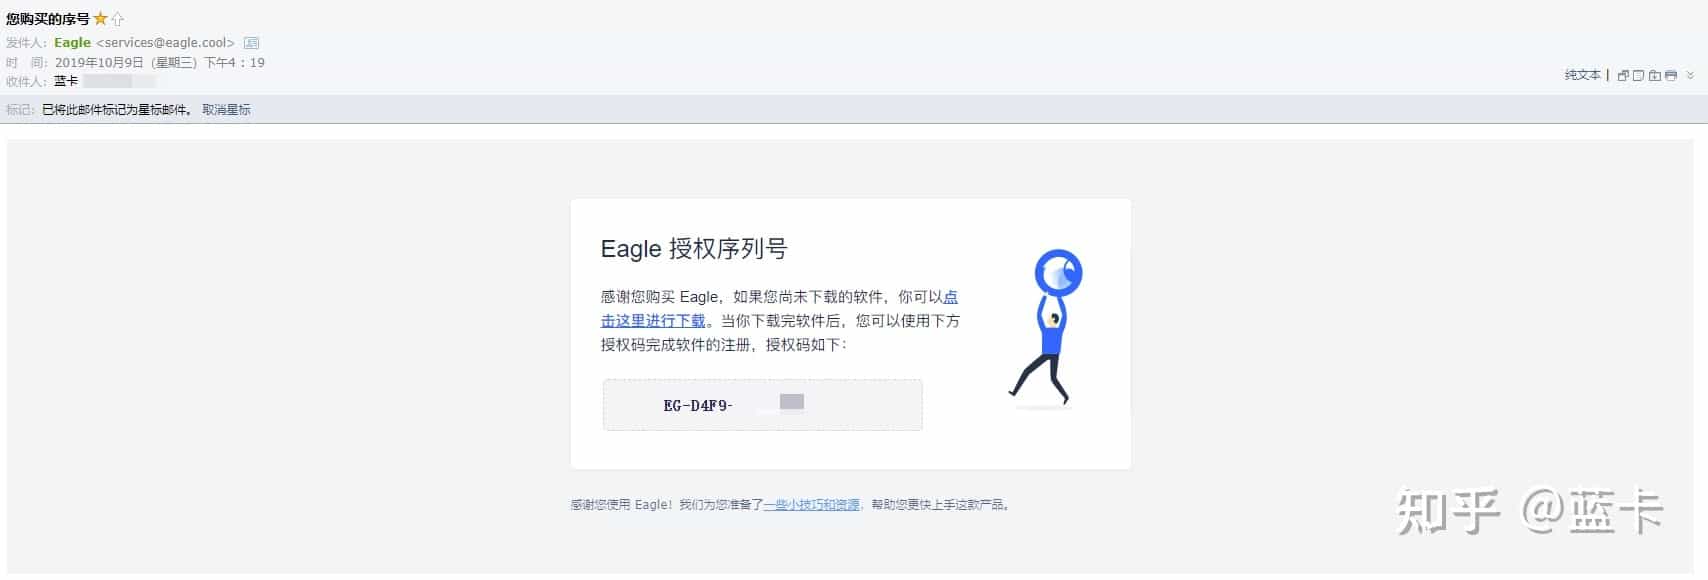 您购买的序号
发件人：Eagle <services@eagle.cool>
时　间：2019年10月9日（星期三）下午4：19
收件人：蓝卡
纯文本 |
标记：已将此邮件标记为星标邮件。 取消星标
Eagle 授权序列号
感谢您购买 Eagle，如果您尚未下载的软件，你可以点
击这里进行下载。当你下载完软件后，您可以使用下方
授权码完成软件的注册，授权码如下：
EG-D4F9-
感谢您使用 Eagle！我们为您准备了一些小技巧和资源，帮助您更快上手这款产品。
知乎 @蓝卡